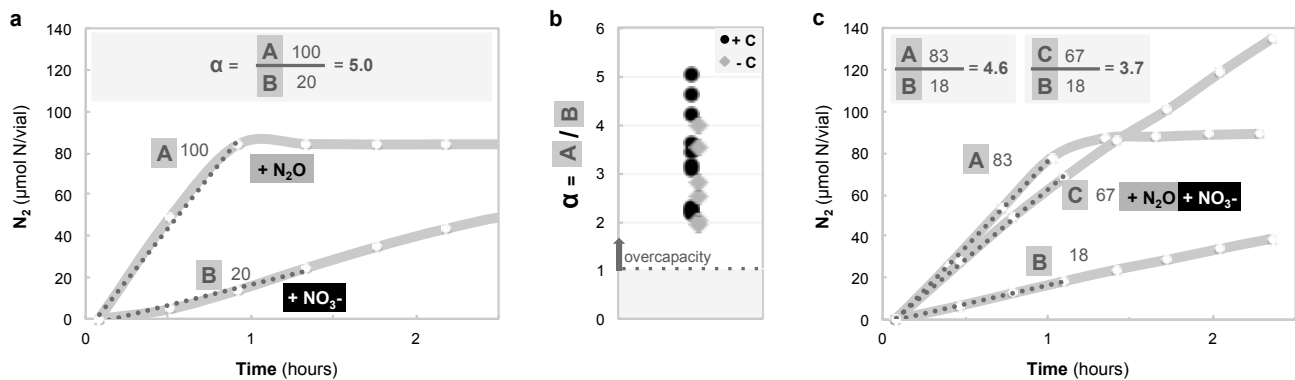 a
N₂ (µmol N/vial)
140
120
100
80
60
40
20
0
α = A 100 / B 20 = 5.0
A 100
+ N₂O
B 20
+ NO₃-
0
1
2
Time (hours)
b
α = A / B
6
5
4
3
2
1
0
+ C
- C
overcapacity
c
N₂ (µmol N/vial)
140
120
100
80
60
40
20
0
A 83 / B 18 = 4.6
C 67 / B 18 = 3.7
A 83
C 67 + N₂O + NO₃-
B 18
0
1
2
Time (hours)